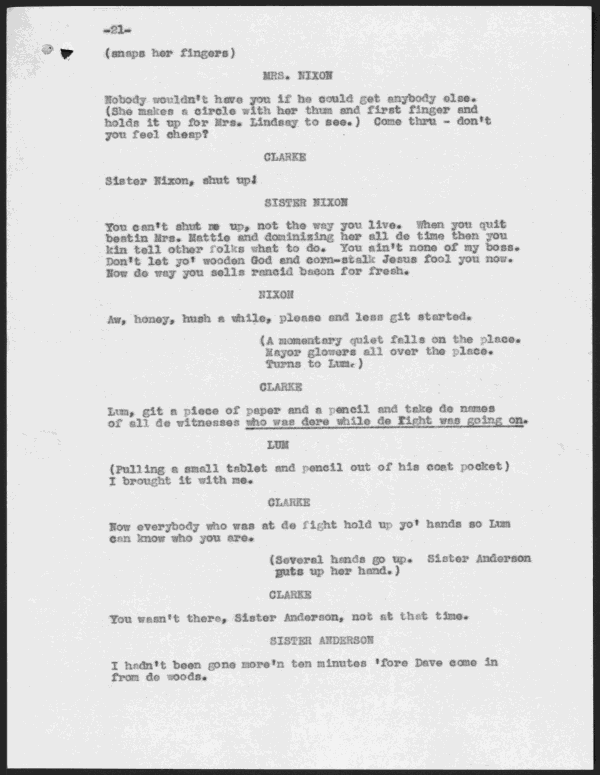 -21-
(snaps her fingers)
MRS. NIXON
Nobody wouldn't have you if he could get anybody else.
(She makes a circle with her thum and first finger and
holds it up for Mrs. Lindsay to see.) Come thru - don't
you feel cheap?
CLARKE
Sister Nixon, shut up!
SISTER NIXON
You can't shut me up, not the way you live. When you quit
beatin Mrs. Mattie and dominizing her all de time then you
kin tell other folks what to do. You ain't none of my boss.
Don't let yo' wooden God and corn-stalk Jesus fool you now.
Now de way you sells rancid bacon for fresh.
NIXON
Aw, honey, hush a while, please and less git started.
(A momentary quiet falls on the place.
Mayor glowers all over the place.
Turns to Lum.)
CLARKE
Lum, git a piece of paper and a pencil and take de names
of all de witnesses who was dere while de fight was going on.
LUM
(Pulling a small tablet and pencil out of his coat pocket)
I brought it with me.
CLARKE
Now everybody who was at de fight hold up yo' hands so Lum
can know who you are.
(Several hands go up. Sister Anderson
puts up her hand.)
CLARKE
You wasn't there, Sister Anderson, not at that time.
SISTER ANDERSON
I hadn't been gone more'n ten minutes 'fore Dave come in
from de woods.